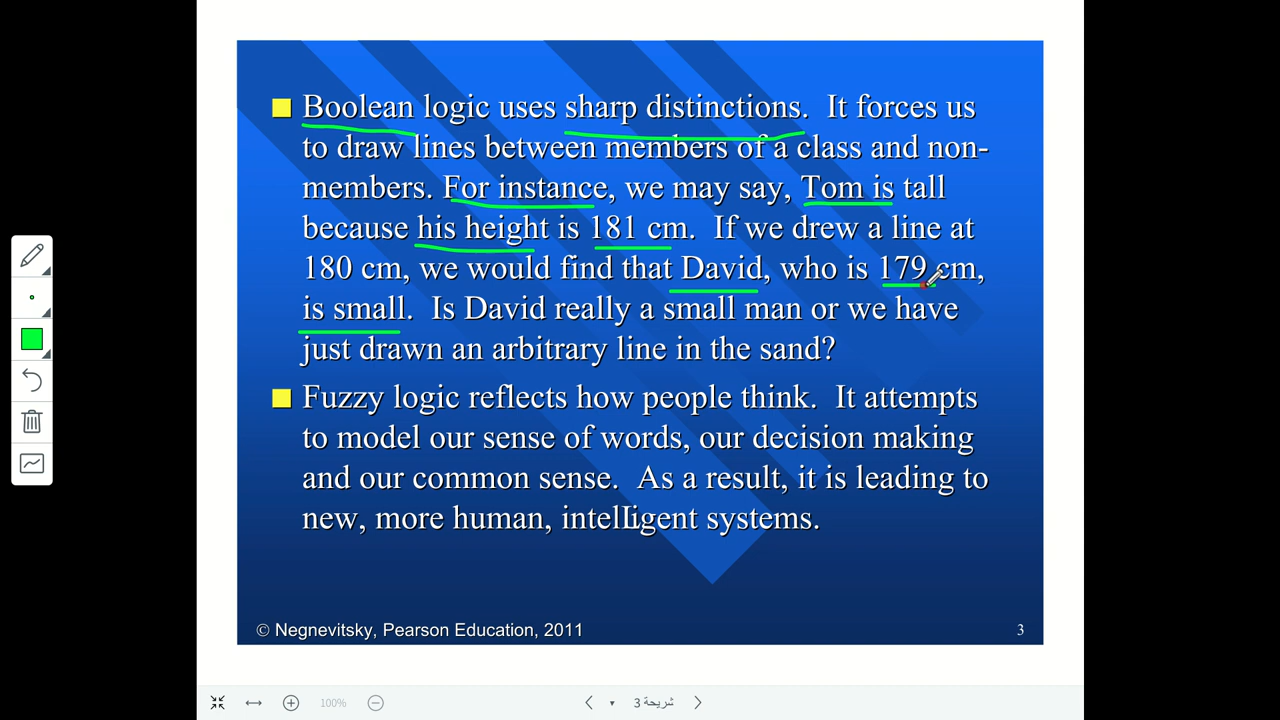 Boolean logic uses sharp distinctions. It forces us
to draw lines between members of a class and non-
members. For instance, we may say, Tom is tall
because his height is 181 cm. If we drew a line at
180 cm, we would find that David, who is 179 cm,
is small. Is David really a small man or we have
just drawn an arbitrary line in the sand?
Fuzzy logic reflects how people think. It attempts
to model our sense of words, our decision making
and our common sense. As a result, it is leading to
new, more human, intelligent systems.
© Negnevitsky, Pearson Education, 2011
3
100%
شريحة 3